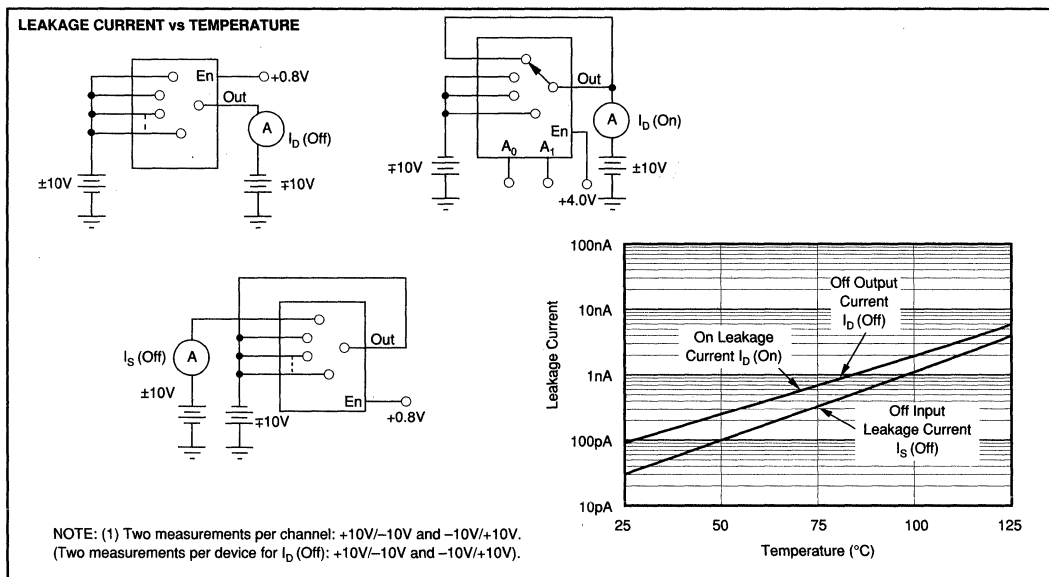 LEAKAGE CURRENT vs TEMPERATURE
En
+0.8V
Out
A
I_D (Off)
±10V
∓10V
Out
A
I_D (On)
En
A_0 A_1
∓10V
±10V
+4.0V
Out
I_S (Off)
A
±10V
∓10V
En
+0.8V
100nA
10nA
1nA
100pA
10pA
Leakage Current
Off Output
Current
I_D (Off)
On Leakage
Current I_D (On)
Off Input
Leakage Current
I_S (Off)
25 50 75 100 125
Temperature (°C)
NOTE: (1) Two measurements per channel: +10V/–10V and –10V/+10V.
(Two measurements per device for I_D (Off): +10V/–10V and –10V/+10V).